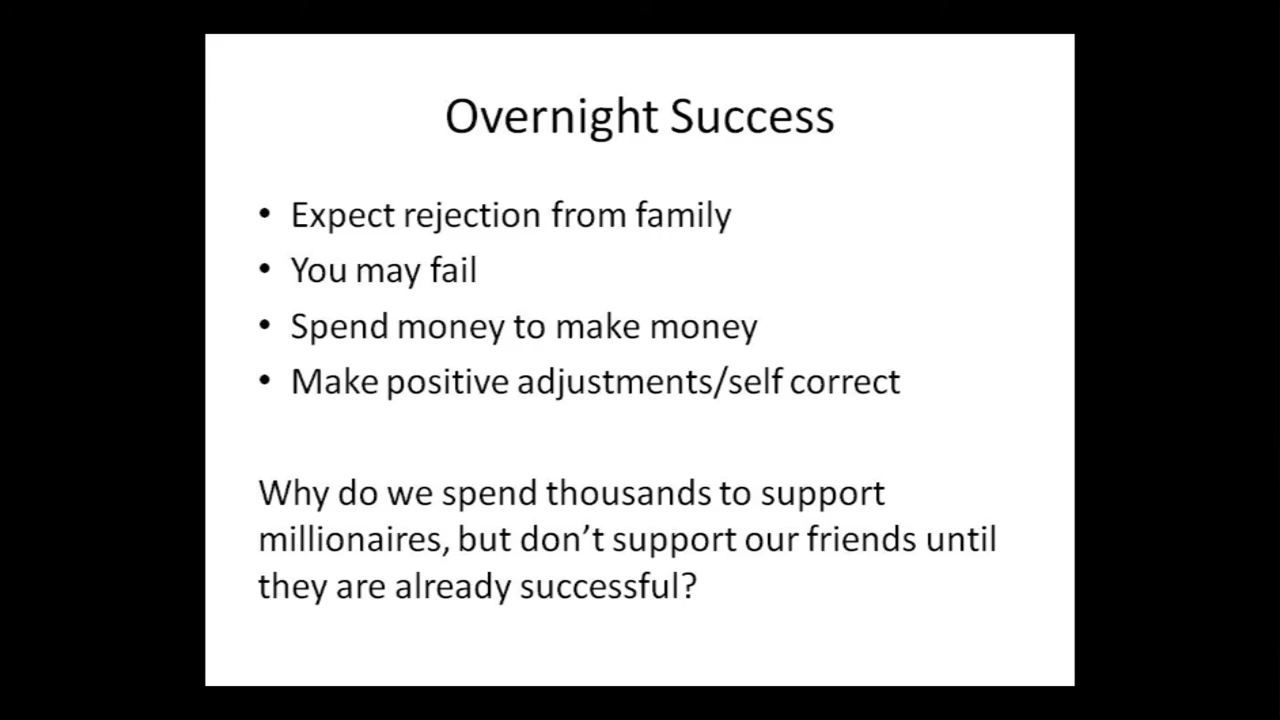 Overnight Success
• Expect rejection from family
• You may fail
• Spend money to make money
• Make positive adjustments/self correct
Why do we spend thousands to support
millionaires, but don’t support our friends until
they are already successful?